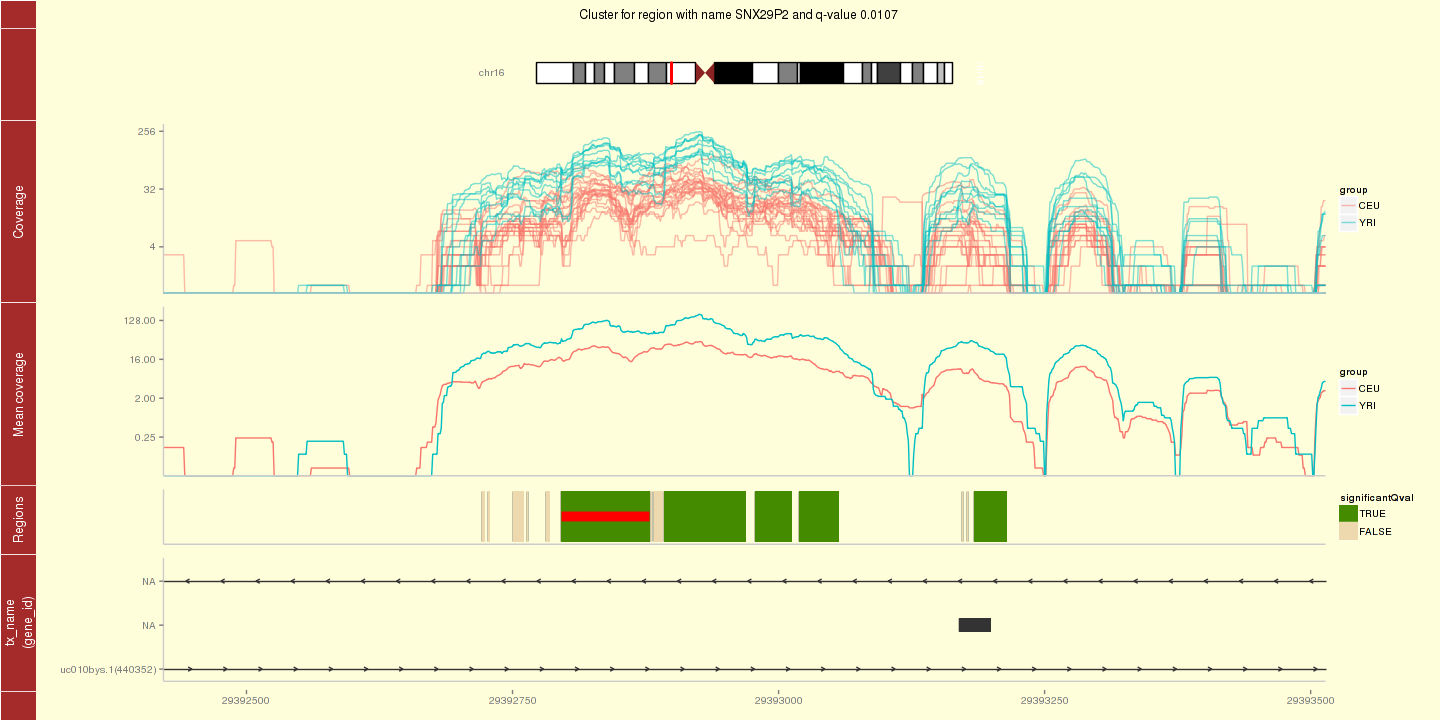 Cluster for region with name SNX29P2 and q-value 0.0107
chr16
Coverage
256
32
4
group
CEU
YRI
Mean coverage
128.00
16.00
2.00
0.25
group
CEU
YRI
Regions
significantQval
TRUE
FALSE
tx_name
(gene_id)
NA
NA
uc010bys.1(440352)
29392500
29392750
29393000
29393250
29393500